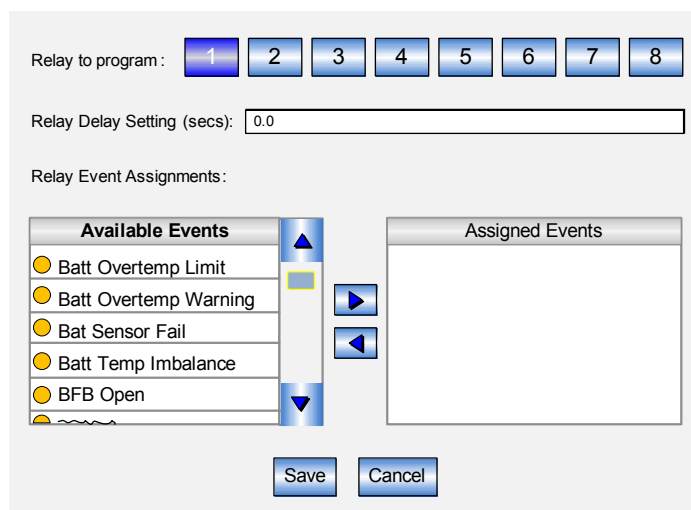 Relay to program : 1 2 3 4 5 6 7 8
Relay Delay Setting (secs): 0.0
Relay Event Assignments:
Available Events
Batt Overtemp Limit
Batt Overtemp Warning
Bat Sensor Fail
Batt Temp Imbalance
BFB Open
Assigned Events
Save Cancel